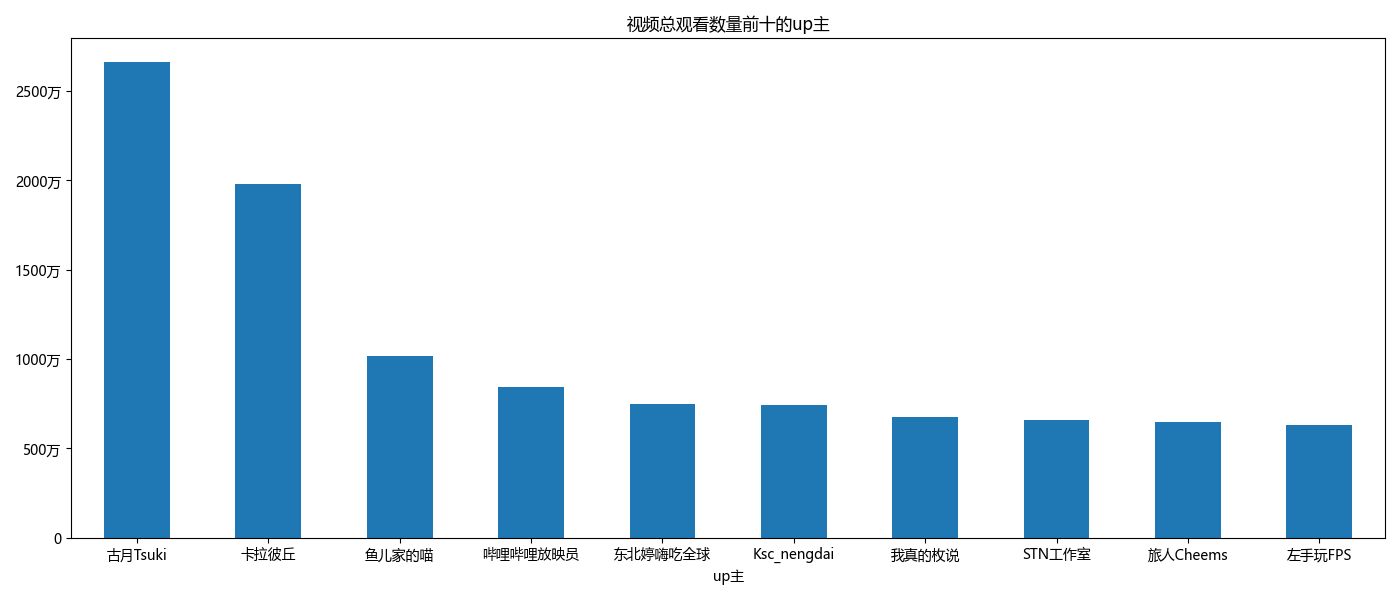 视频总观看数量前十的up主
2500万
2000万
1500万
1000万
500万
0
古月Tsuki 卡拉彼丘 鱼儿家的喵 哔哩哔哩放映员 东北婷嗨吃全球 Ksc_nengdai 我真的枚说 STN工作室 旅人Cheems 左手玩FPS
up主